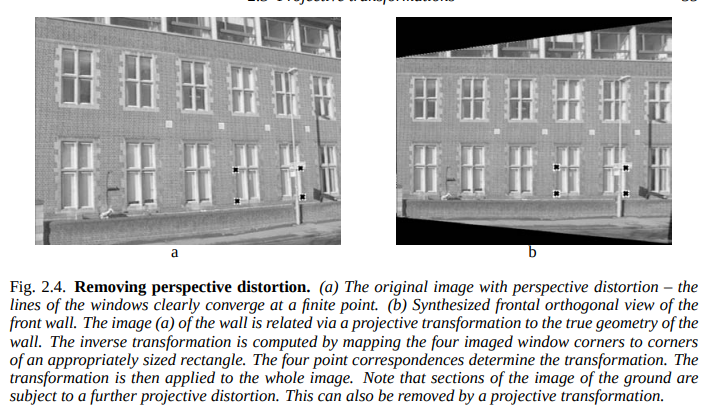 a
b
Fig. 2.4. Removing perspective distortion. (a) The original image with perspective distortion – the
lines of the windows clearly converge at a finite point. (b) Synthesized frontal orthogonal view of the
front wall. The image (a) of the wall is related via a projective transformation to the true geometry of the
wall. The inverse transformation is computed by mapping the four imaged window corners to corners
of an appropriately sized rectangle. The four point correspondences determine the transformation. The
transformation is then applied to the whole image. Note that sections of the image of the ground are
subject to a further projective distortion. This can also be removed by a projective transformation.